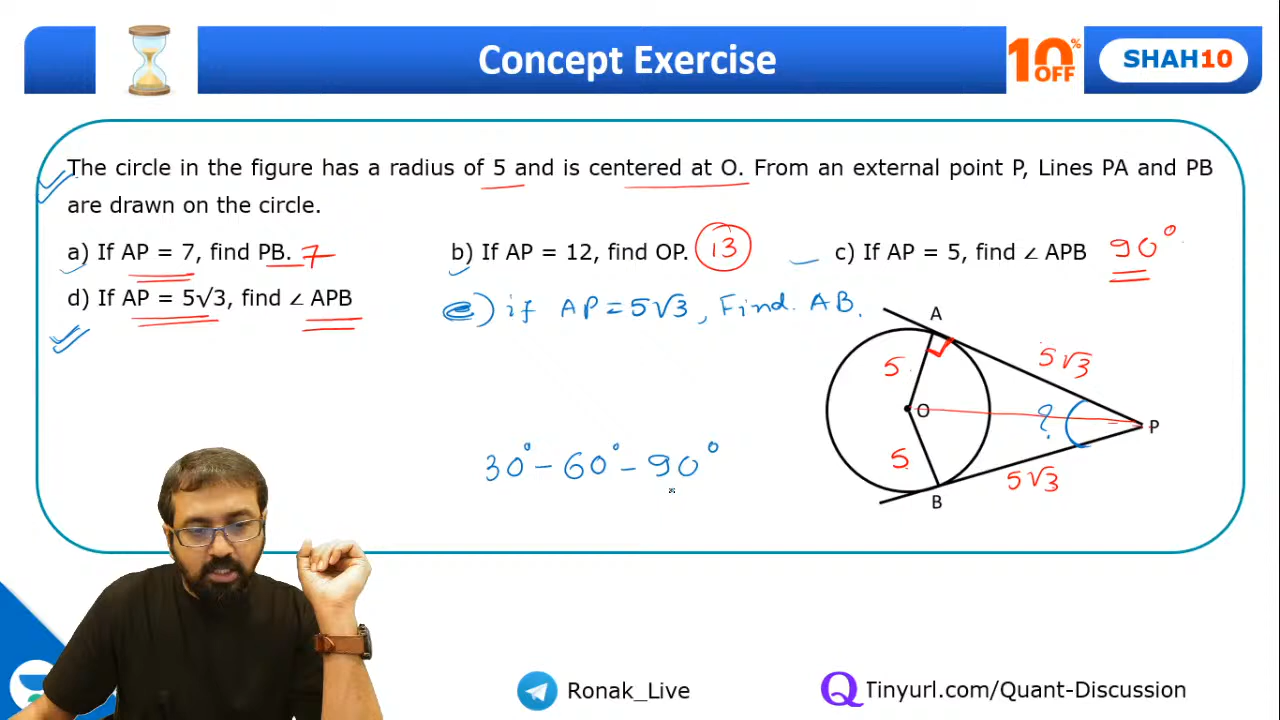 Concept Exercise
10% OFF
SHAH10
The circle in the figure has a radius of 5 and is centered at O. From an external point P, Lines PA and PB
are drawn on the circle.
a) If AP = 7, find PB. 7
b) If AP = 12, find OP. 13
c) If AP = 5, find ∠ APB 90°
d) If AP = 5√3, find ∠ APB
e) if AP = 5√3, Find AB.
A
5
5√3
O
?
P
5
5√3
B
30° - 60° - 90°
Ronak_Live
Q Tinyurl.com/Quant-Discussion